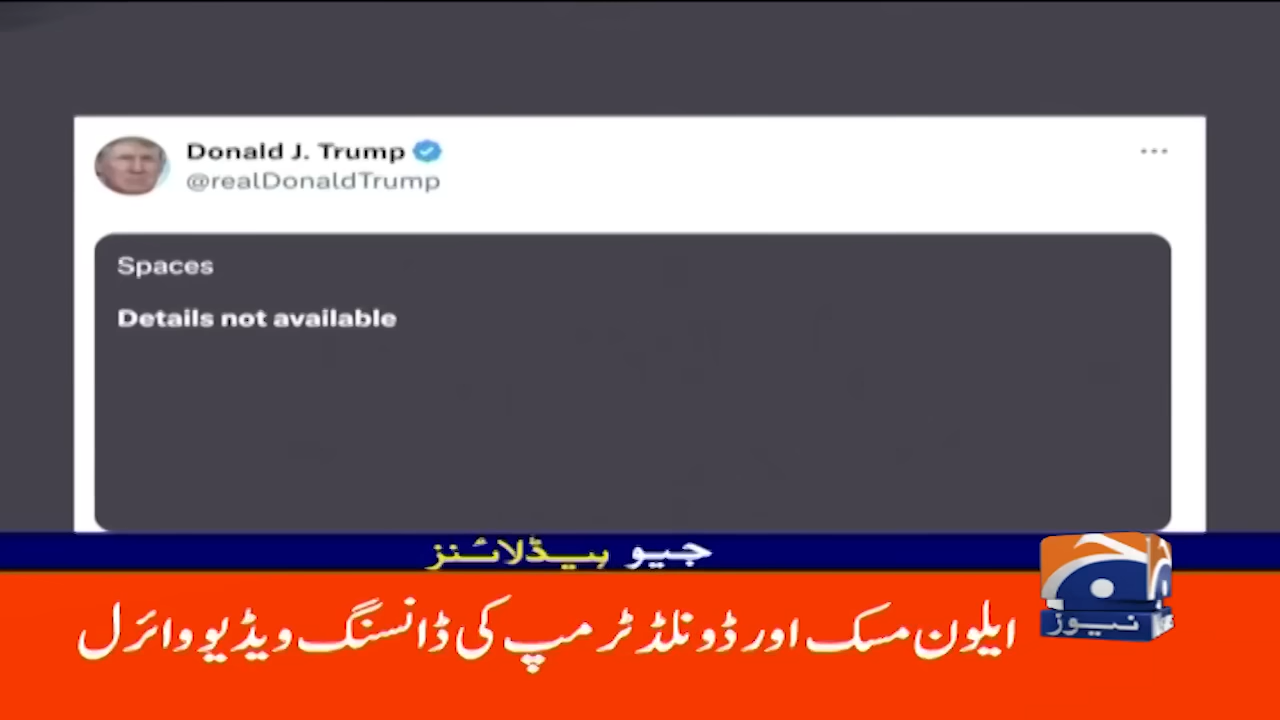 Donald J. Trump
@realDonaldTrump
Spaces
Details not available
جیو ہیڈلائنز
ایلون مسک اور ڈونلڈ ٹرمپ کی ڈانسنگ ویڈیو وائرل
نیوز